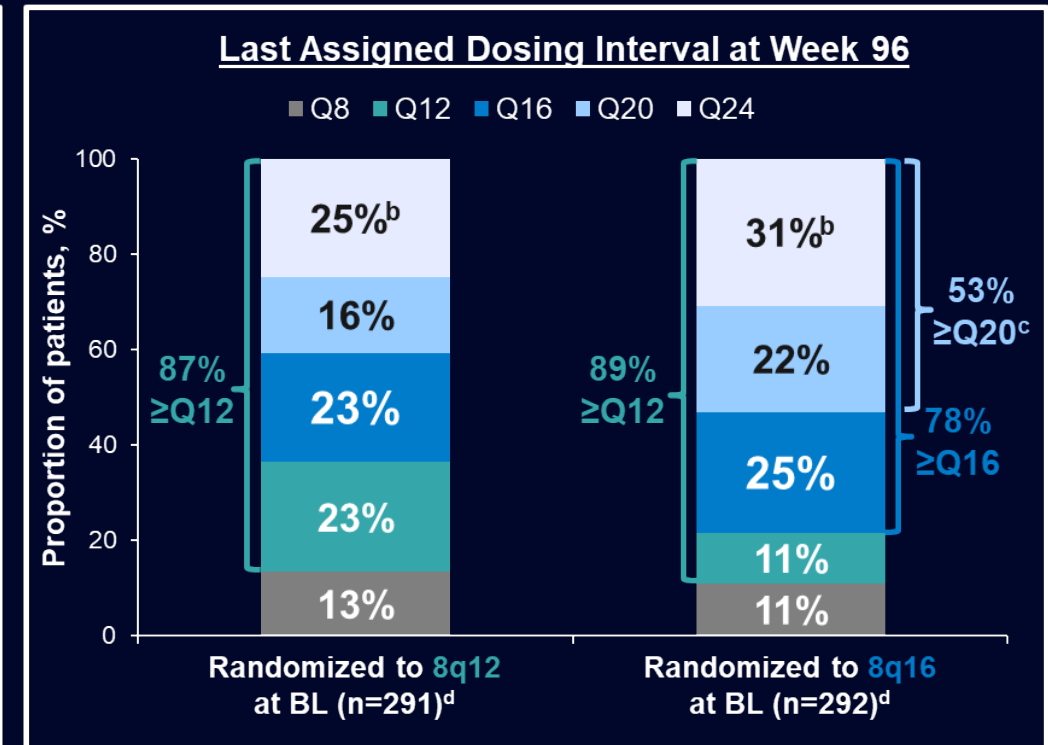 Last Assigned Dosing Interval at Week 96
Q8 Q12 Q16 Q20 Q24
Proportion of patients, %
100
80
60
40
20
0
87%
≥Q12
25%ᵇ
16%
23%
23%
13%
89%
≥Q12
31%ᵇ
22%
25%
11%
11%
53%
≥Q20ᶜ
78%
≥Q16
Randomized to 8q12
at BL (n=291)ᵈ
Randomized to 8q16
at BL (n=292)ᵈ